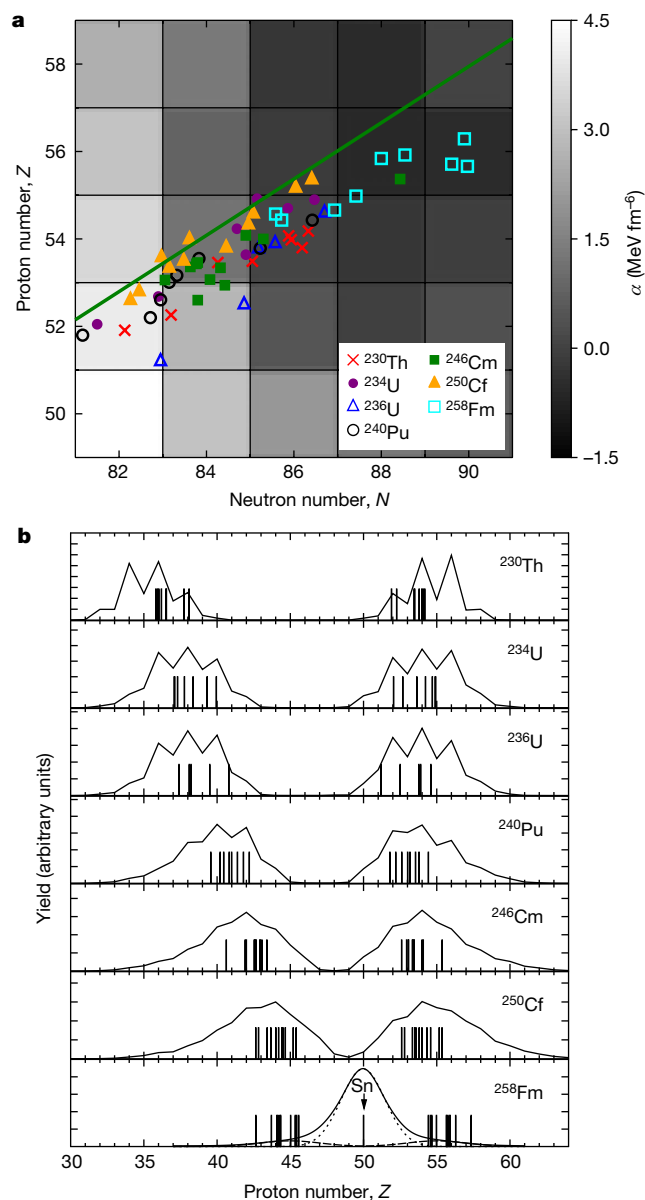 a
58
56
54
52
50
Proton number, Z
82 84 86 88 90
Neutron number, N
4.5
3.0
1.5
0.0
−1.5
α (MeV fm−6)
230Th 246Cm
234U 250Cf
236U 258Fm
240Pu
b
230Th
234U
236U
240Pu
246Cm
250Cf
Sn
258Fm
Yield (arbitrary units)
30 35 40 45 50 55 60
Proton number, Z